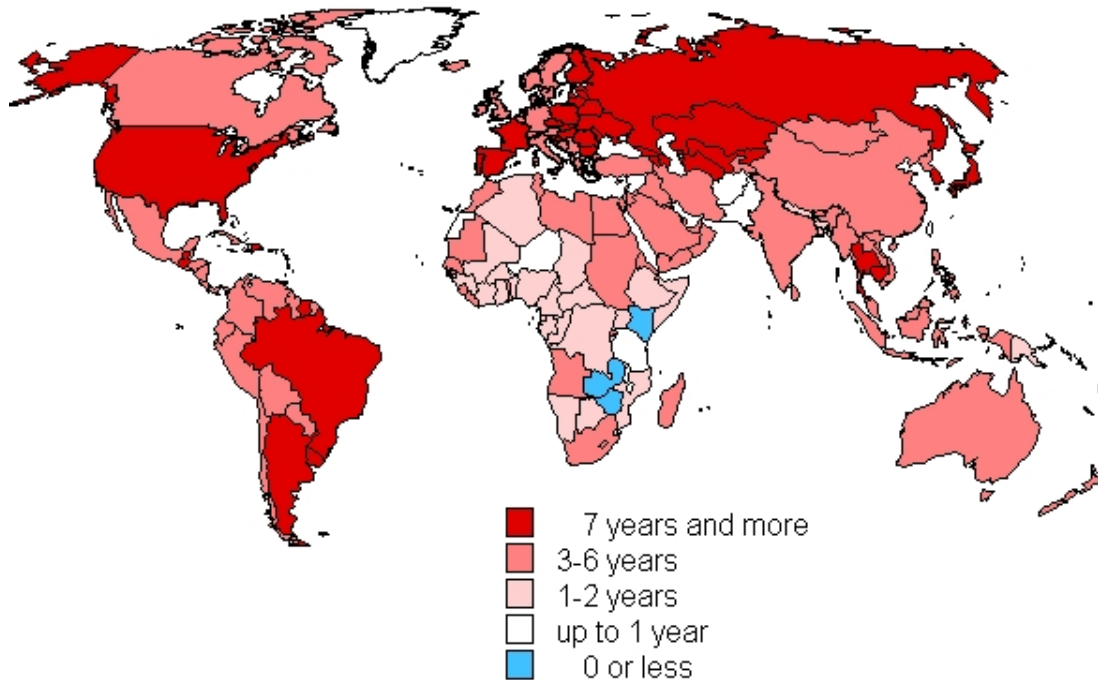 7 years and more
3-6 years
1-2 years
up to 1 year
0 or less